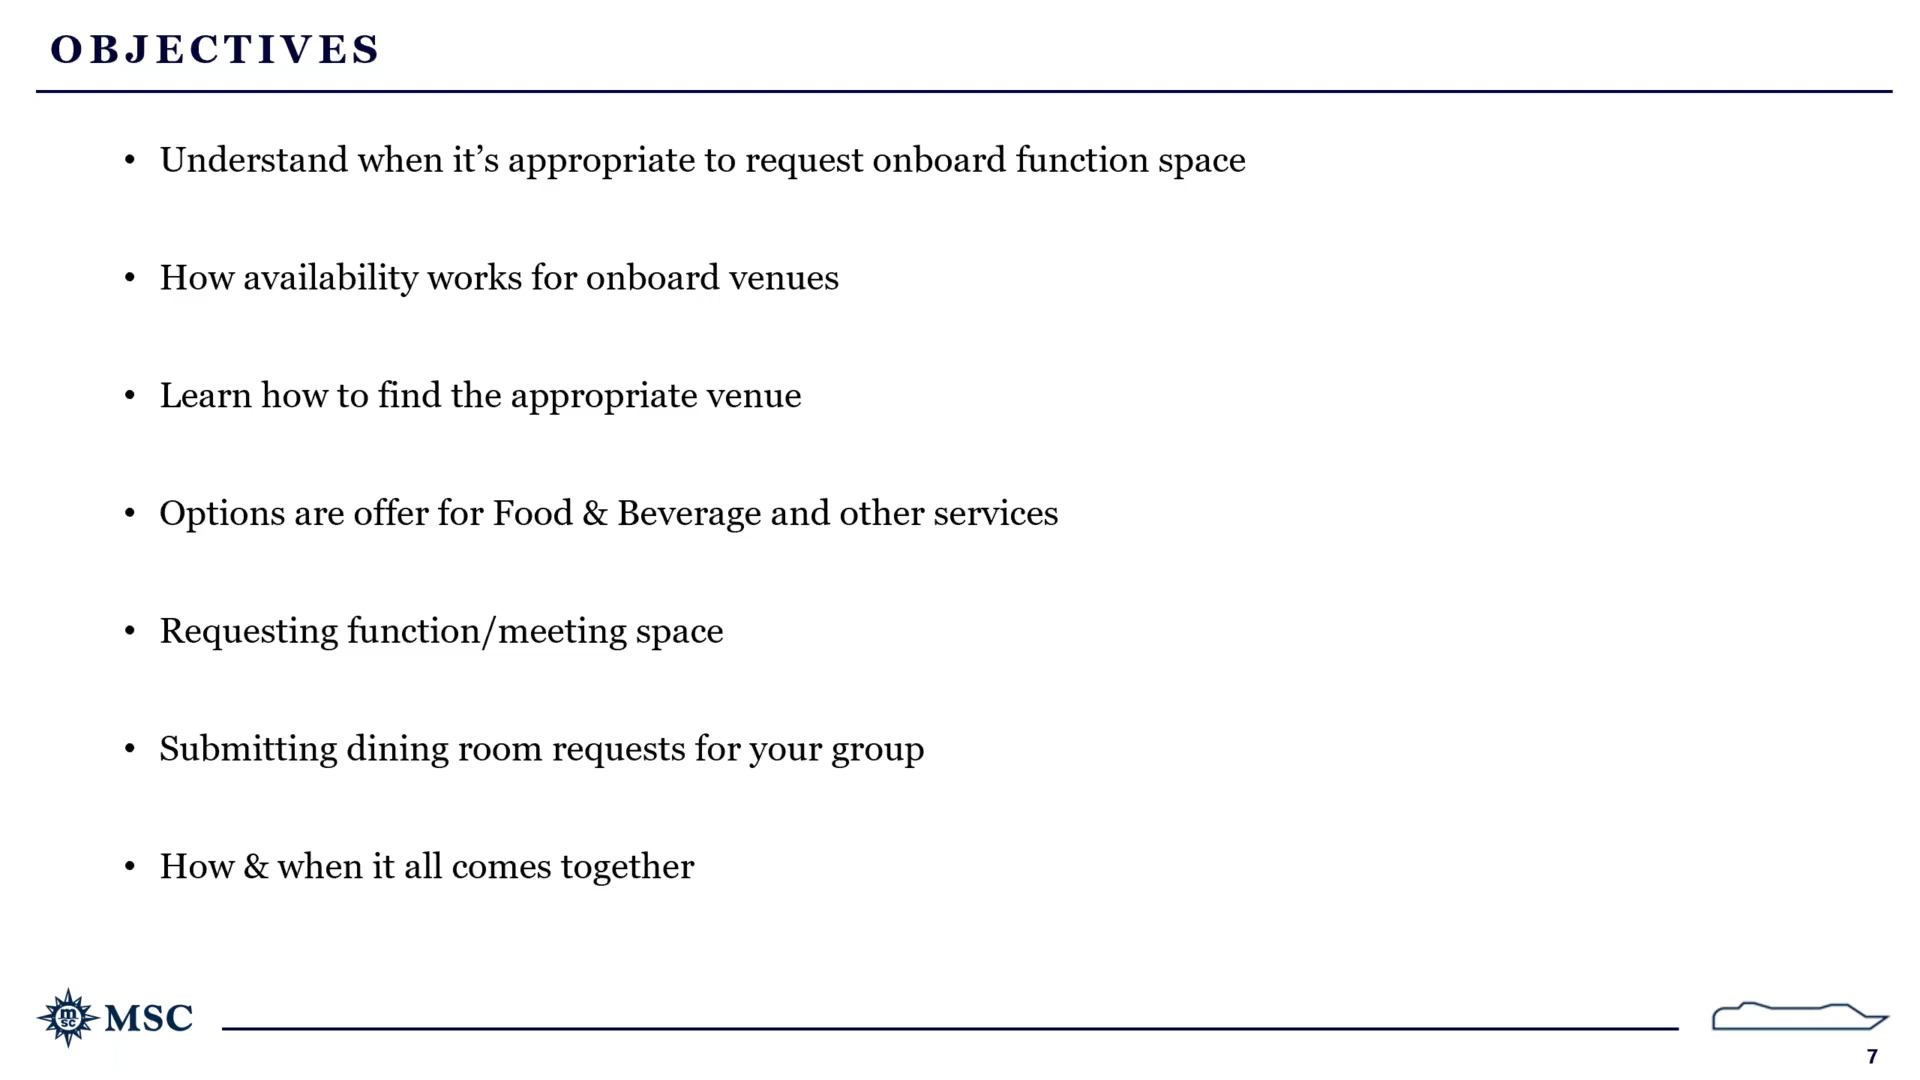 OBJECTIVES
• Understand when it’s appropriate to request onboard function space
• How availability works for onboard venues
• Learn how to find the appropriate venue
• Options are offer for Food & Beverage and other services
• Requesting function/meeting space
• Submitting dining room requests for your group
• How & when it all comes together
m
sc
MSC
7